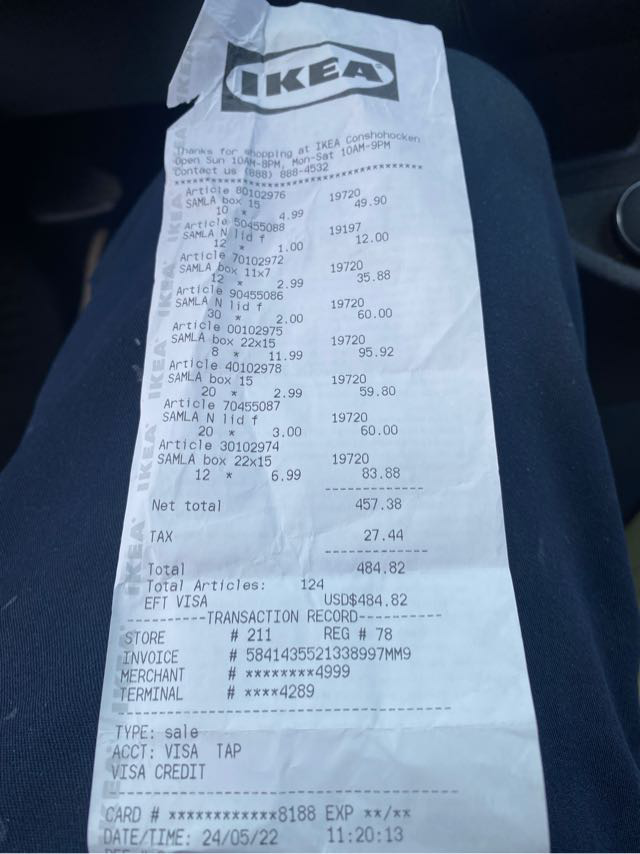 IKEA
Thanks for shopping at IKEA Conshohocken
Open Sun 10AM-8PM, Mon-Sat 10AM-9PM
Contact us (888) 888-4532
****************************************
Article 80102976 19720
SAMLA box 15 49.90
10 * 4.99
Article 50455088 19197
SAMLA N lid f 12.00
12 * 1.00
Article 70102972 19720
SAMLA box 11x7 35.88
12 * 2.99
Article 90455086 19720
SAMLA N lid f 60.00
30 * 2.00
Article 00102975 19720
SAMLA box 22x15 95.92
8 * 11.99
Article 40102978 19720
SAMLA box 15 59.80
20 * 2.99
Article 70455087 19720
SAMLA N lid f 60.00
20 * 3.00
Article 30102974 19720
SAMLA box 22x15 83.88
12 * 6.99
---------------
Net total 457.38
TAX 27.44
---------------
Total 484.82
Total Articles: 124
EFT VISA USD$484.82
----------TRANSACTION RECORD----------
STORE # 211 REG # 78
INVOICE # 5841435521338997MM9
MERCHANT # ********4999
TERMINAL # ****4289
----------------------------------------
TYPE: sale
ACCT: VISA TAP
VISA CREDIT
----------------------------------------
CARD # ************8188 EXP **/**
DATE/TIME: 24/05/22 11:20:13